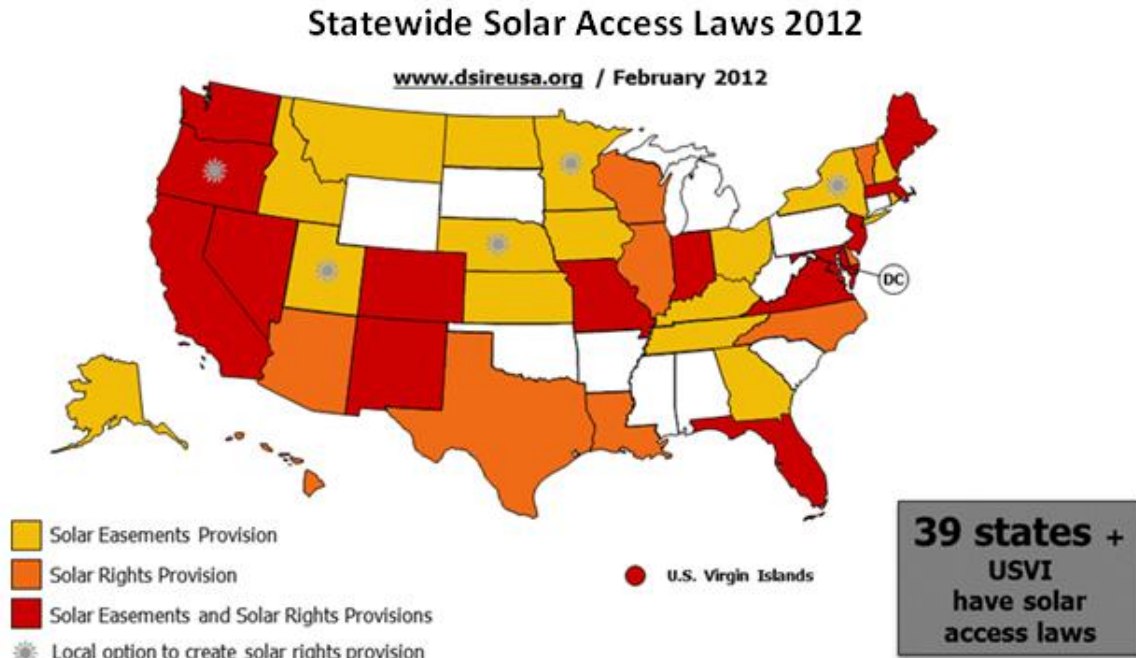 Statewide Solar Access Laws 2012
www.dsireusa.org / February 2012
DC
Solar Easements Provision
Solar Rights Provision
Solar Easements and Solar Rights Provisions
Local option to create solar rights provision
U.S. Virgin Islands
39 states +
USVI
have solar
access laws